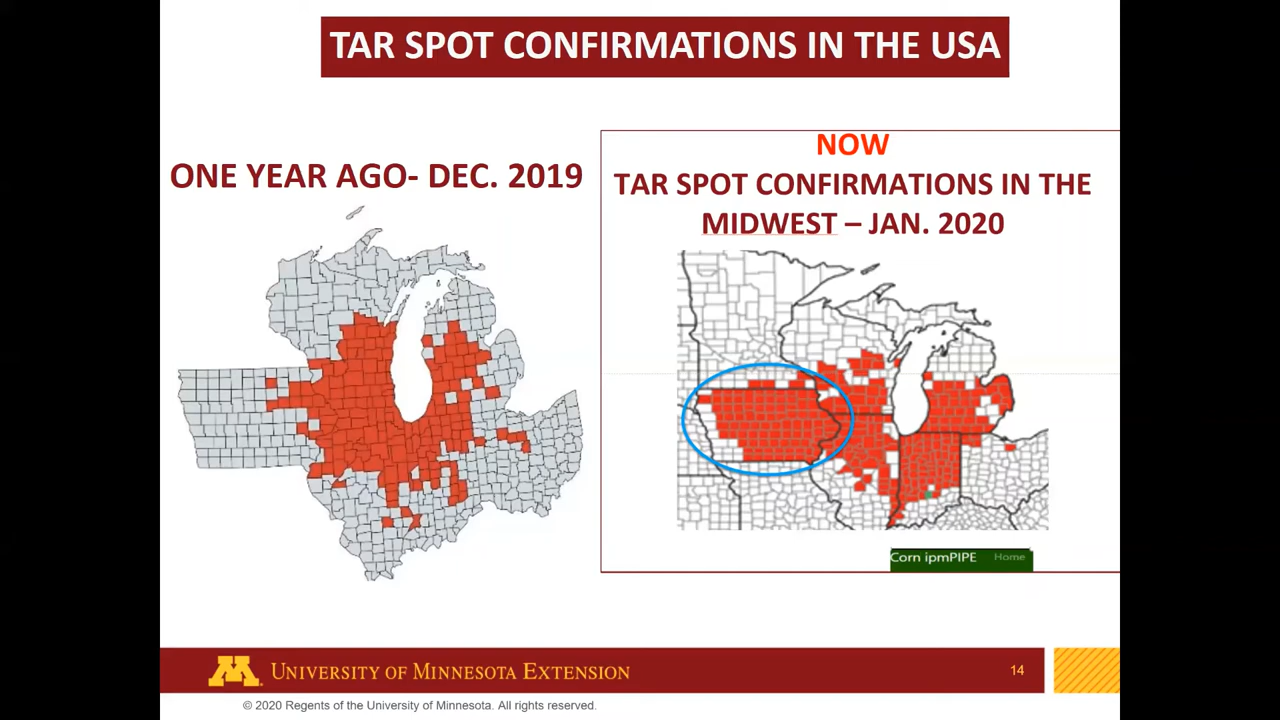 TAR SPOT CONFIRMATIONS IN THE USA
ONE YEAR AGO- DEC. 2019
NOW
TAR SPOT CONFIRMATIONS IN THE
MIDWEST – JAN. 2020
Corn ipmPIPE Home
M UNIVERSITY OF MINNESOTA EXTENSION
14
© 2020 Regents of the University of Minnesota. All rights reserved.